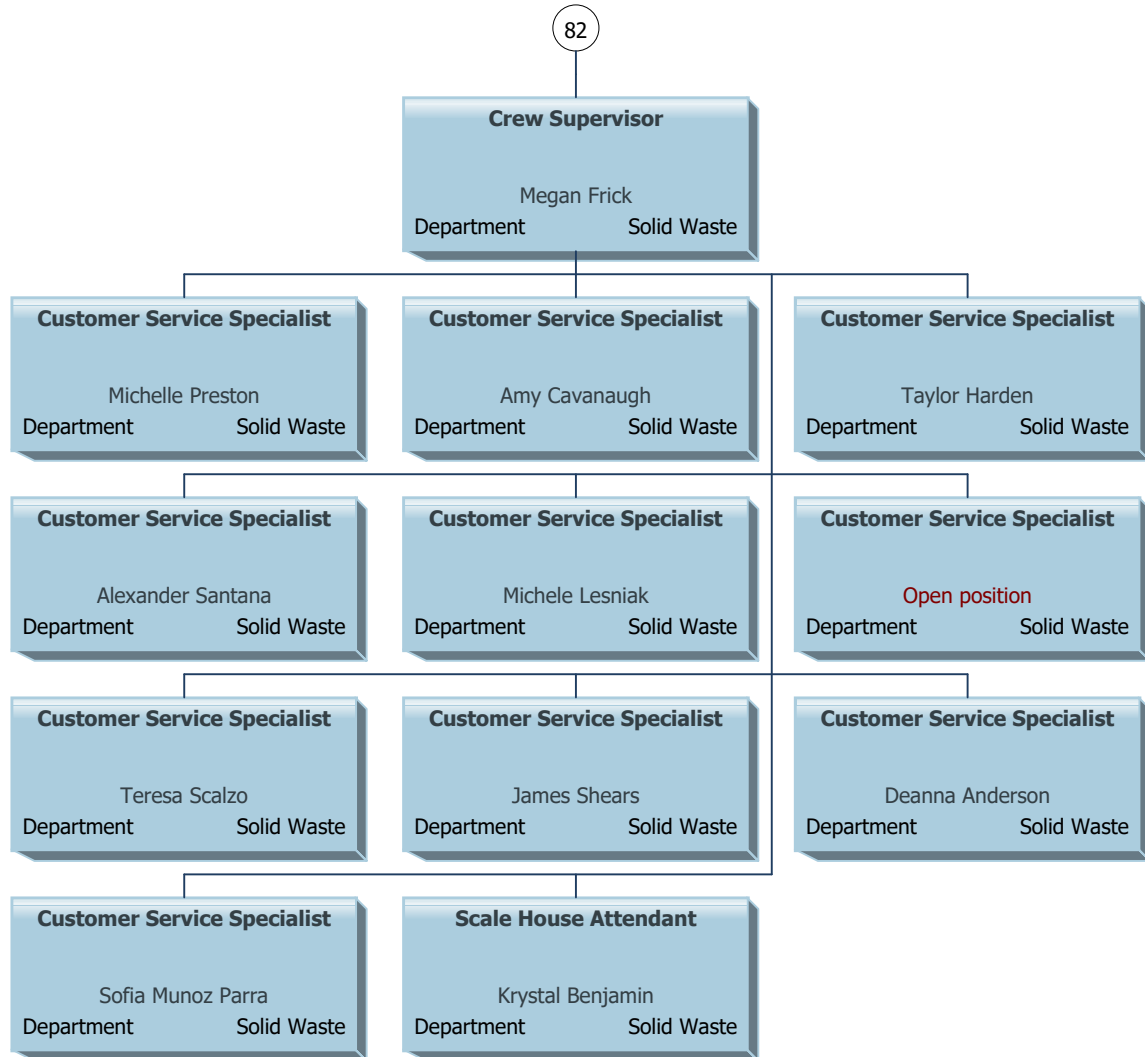 82
Crew Supervisor
Megan Frick
Department Solid Waste
Customer Service Specialist
Michelle Preston
Department Solid Waste
Customer Service Specialist
Amy Cavanaugh
Department Solid Waste
Customer Service Specialist
Taylor Harden
Department Solid Waste
Customer Service Specialist
Alexander Santana
Department Solid Waste
Customer Service Specialist
Michele Lesniak
Department Solid Waste
Customer Service Specialist
Open position
Department Solid Waste
Customer Service Specialist
Teresa Scalzo
Department Solid Waste
Customer Service Specialist
James Shears
Department Solid Waste
Customer Service Specialist
Deanna Anderson
Department Solid Waste
Customer Service Specialist
Sofia Munoz Parra
Department Solid Waste
Scale House Attendant
Krystal Benjamin
Department Solid Waste